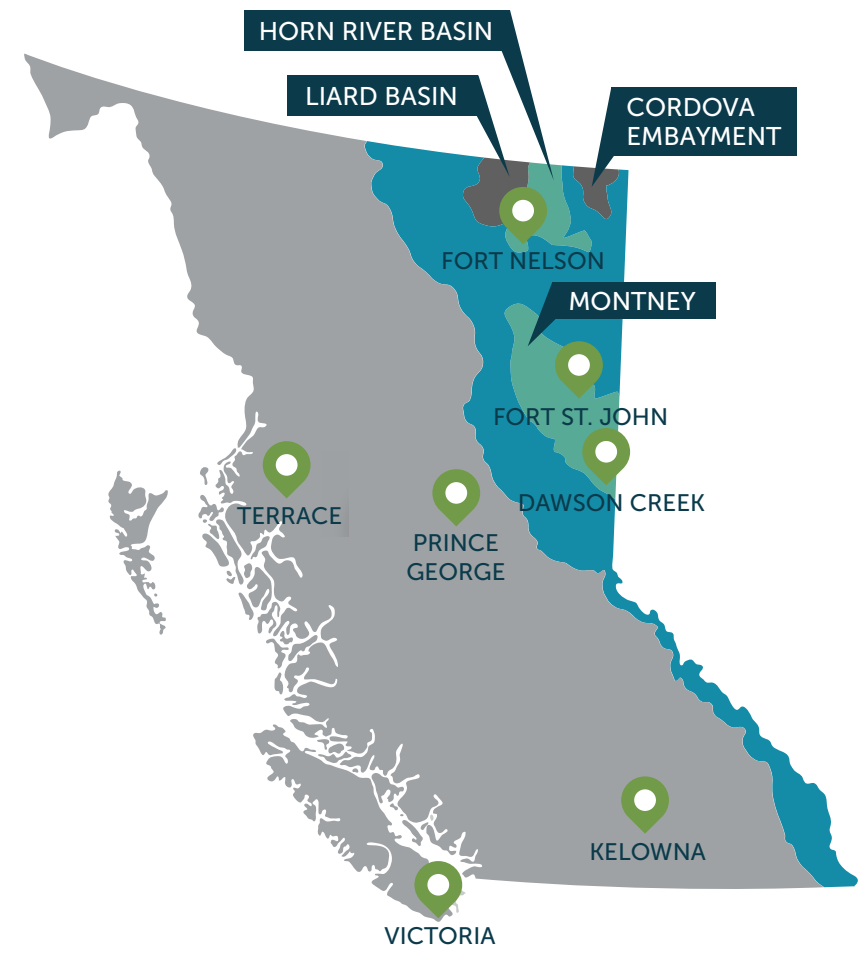 HORN RIVER BASIN
LIARD BASIN
CORDOVA
EMBAYMENT
FORT NELSON
MONTNEY
FORT ST. JOHN
DAWSON CREEK
TERRACE
PRINCE
GEORGE
KELOWNA
VICTORIA